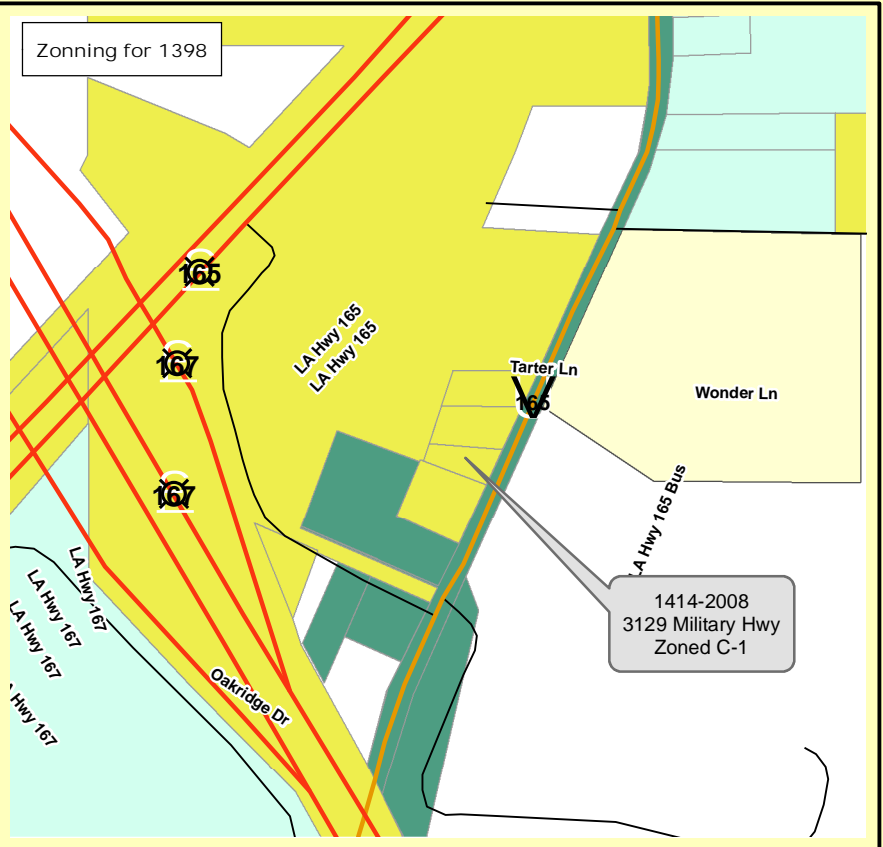 Zonning for 1398
165
167
167
LA Hwy 165
LA Hwy 165
Tarter Ln
165
Wonder Ln
LA Hwy 165 Bus
1414-2008
3129 Military Hwy
Zoned C-1
LA Hwy 167
LA Hwy 167
LA Hwy 167
Hwy 167
Oakridge Dr